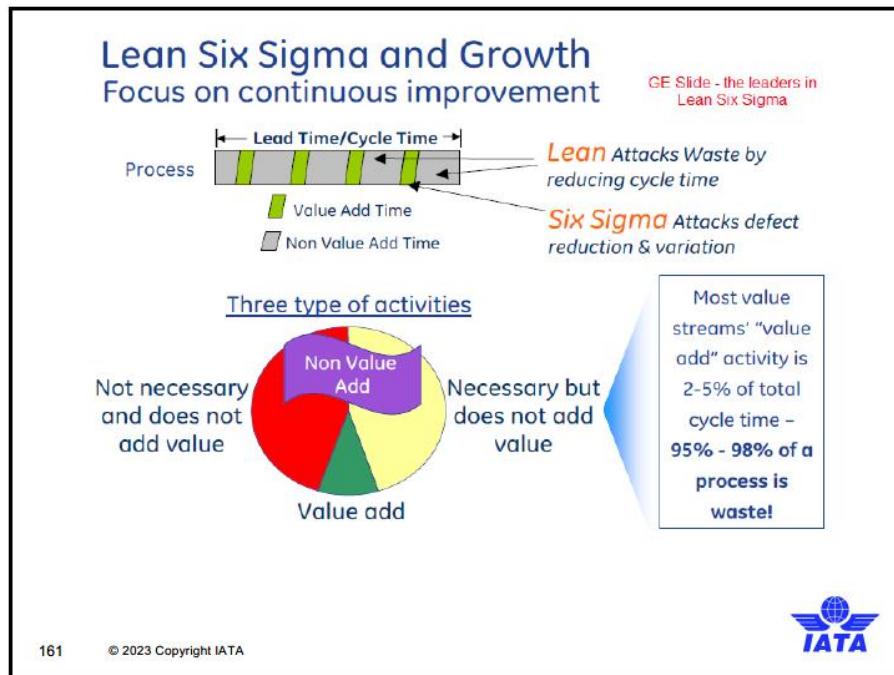 Lean Six Sigma and Growth
Focus on continuous improvement
GE Slide - the leaders in
Lean Six Sigma
Lead Time/Cycle Time
Process
Value Add Time
Non Value Add Time
Lean Attacks Waste by
reducing cycle time
Six Sigma Attacks defect
reduction & variation
Three type of activities
Non Value
Add
Not necessary
and does not
add value
Necessary but
does not add
value
Value add
Most value
streams' "value
add" activity is
2-5% of total
cycle time –
95% - 98% of a
process is
waste!
161
© 2023 Copyright IATA
IATA